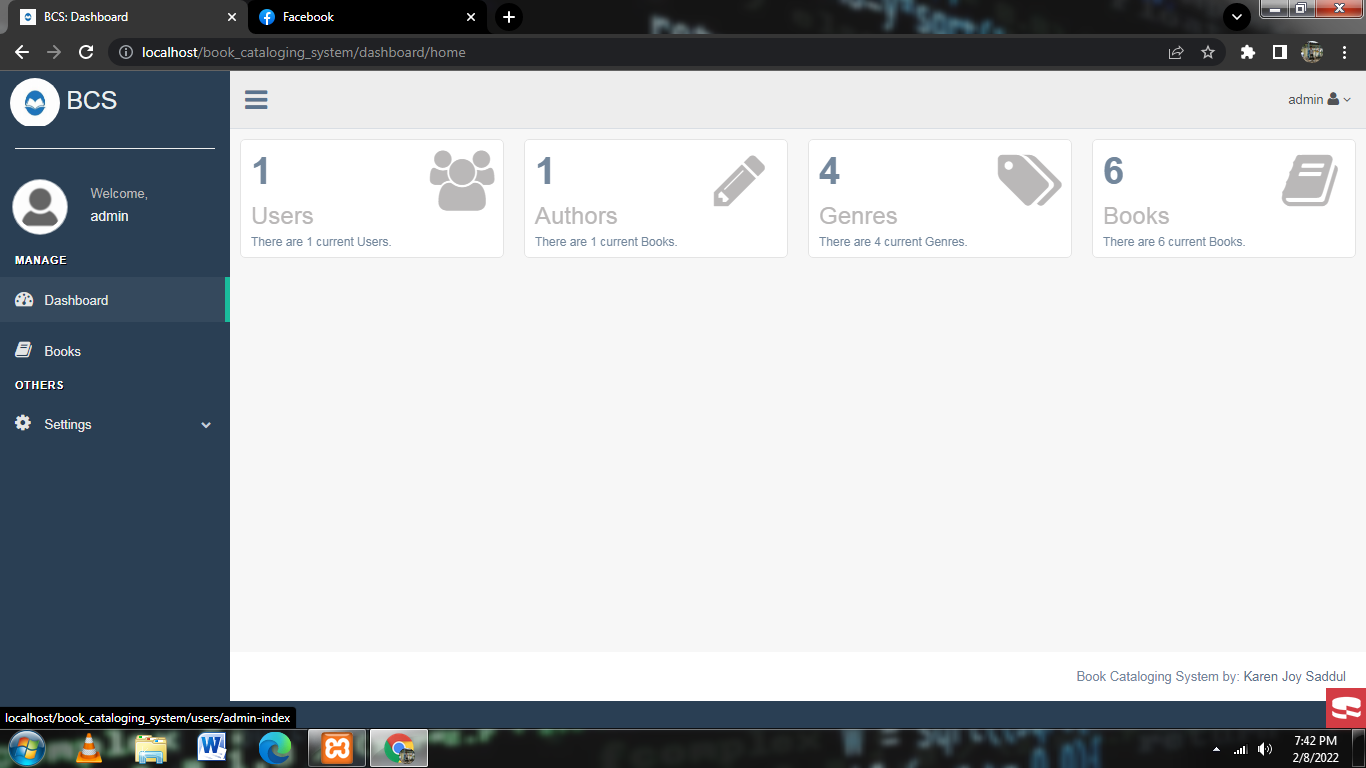 BCS: Dashboard
Facebook
localhost/book_cataloging_system/dashboard/home
BCS
admin
Welcome,
admin
MANAGE
Dashboard
Books
OTHERS
Settings
1
Users
There are 1 current Users.
1
Authors
There are 1 current Books.
4
Genres
There are 4 current Genres.
6
Books
There are 6 current Books.
Book Cataloging System by: Karen Joy Saddul
localhost/book_cataloging_system/users/admin-index
7:42 PM
2/8/2022